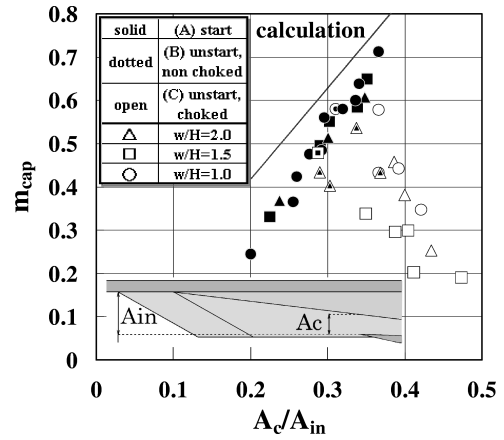 0.8
0.7
0.6
0.5
0.4
0.3
0.2
0.1
0
m_cap
solid (A) start
dotted (B) unstart,
non choked
open (C) unstart,
choked
△ w/H=2.0
□ w/H=1.5
○ w/H=1.0
calculation
Ain
Ac
0 0.1 0.2 0.3 0.4 0.5
A_c/A_in